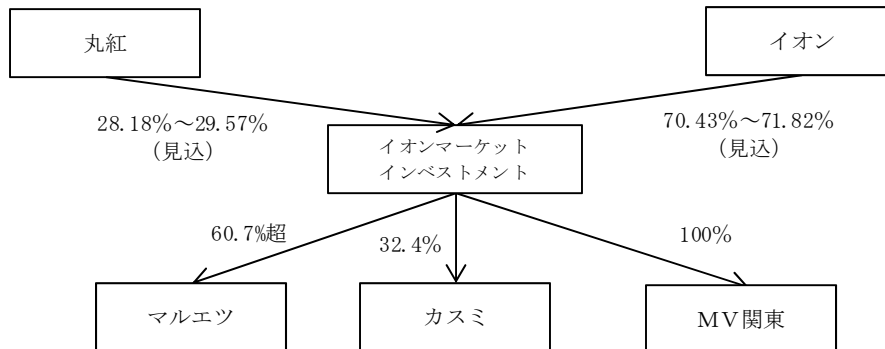 丸紅
イオン
28.18%~29.57%
(見込)
70.43%~71.82%
(見込)
イオンマーケット
インベストメント
60.7%超
32.4%
100%
マルエツ
カスミ
MV関東